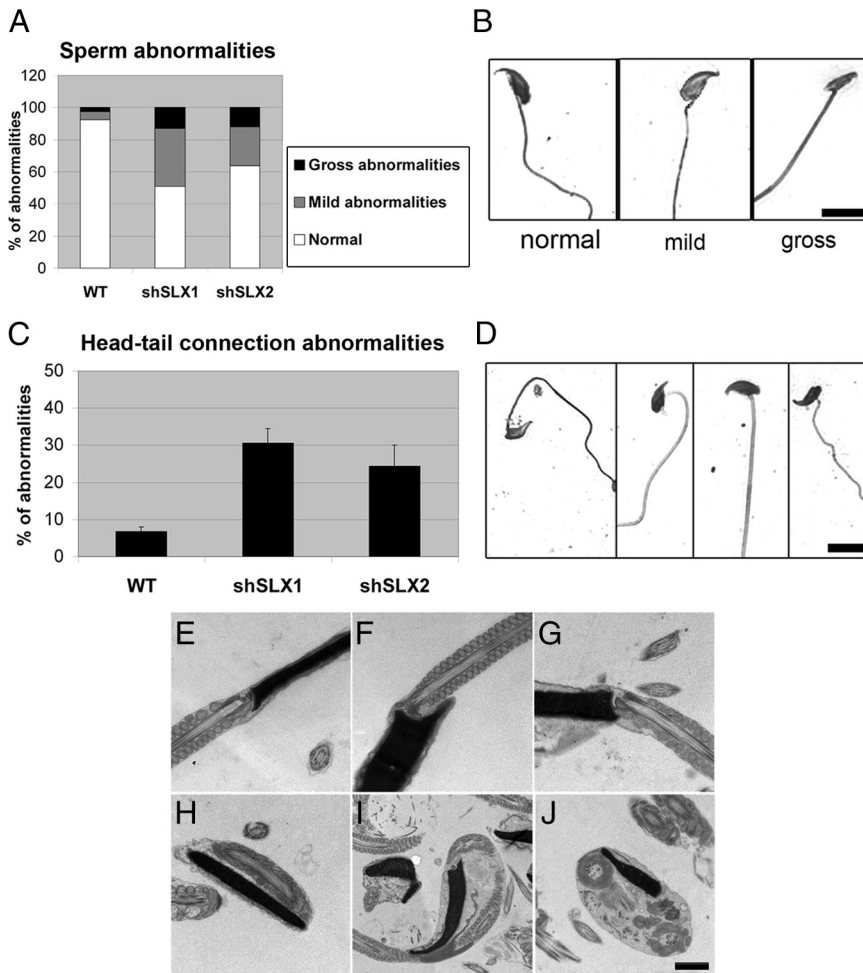 A
Sperm abnormalities
% of abnormalities
120
100
80
60
40
20
0
WT
shSLX1
shSLX2
Gross abnormalities
Mild abnormalities
Normal
B
normal
mild
gross
C
Head-tail connection abnormalities
% of abnormalities
50
40
30
20
10
0
WT
shSLX1
shSLX2
D
E
F
G
H
I
J